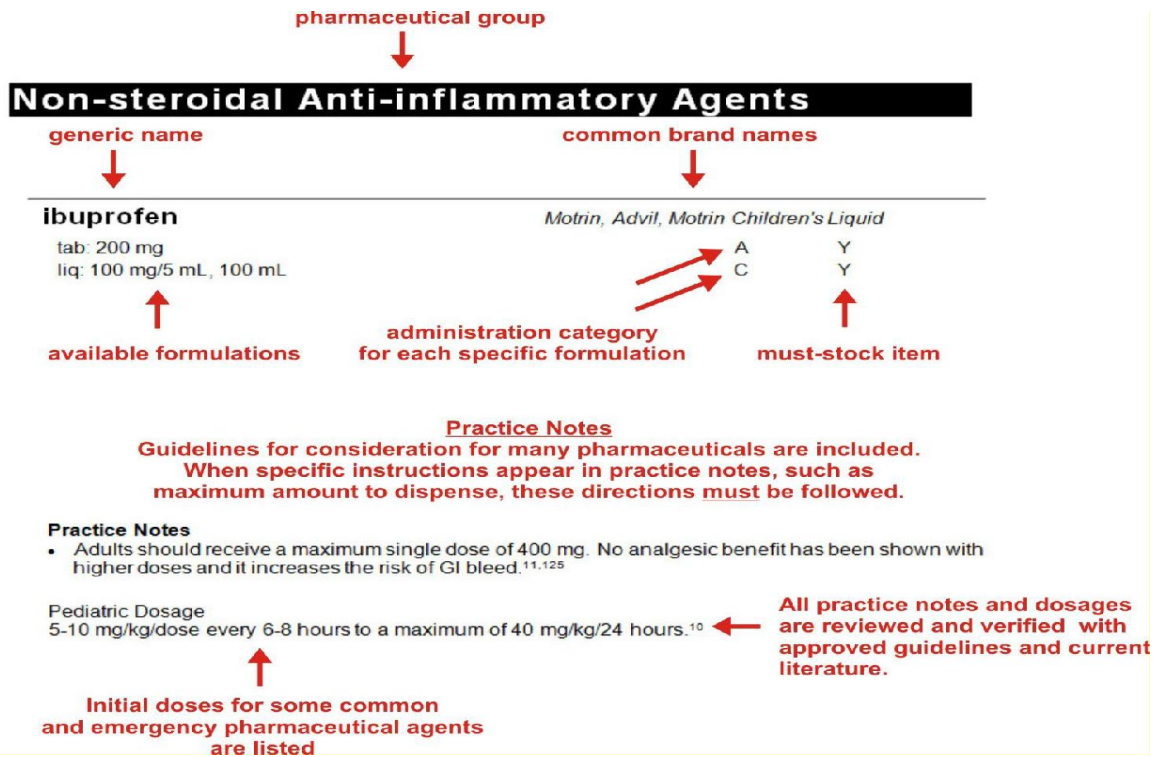 pharmaceutical group
Non-steroidal Anti-inflammatory Agents
generic name
common brand names
ibuprofen
Motrin, Advil, Motrin Children's Liquid
tab: 200 mg
A Y
liq: 100 mg/5 mL, 100 mL
C Y
available formulations
administration category
for each specific formulation
must-stock item
Practice Notes
Guidelines for consideration for many pharmaceuticals are included.
When specific instructions appear in practice notes, such as
maximum amount to dispense, these directions must be followed.
Practice Notes
• Adults should receive a maximum single dose of 400 mg. No analgesic benefit has been shown with
higher doses and it increases the risk of GI bleed.11,125
Pediatric Dosage
5-10 mg/kg/dose every 6-8 hours to a maximum of 40 mg/kg/24 hours.10
All practice notes and dosages
are reviewed and verified with
approved guidelines and current
literature.
Initial doses for some common
and emergency pharmaceutical agents
are listed